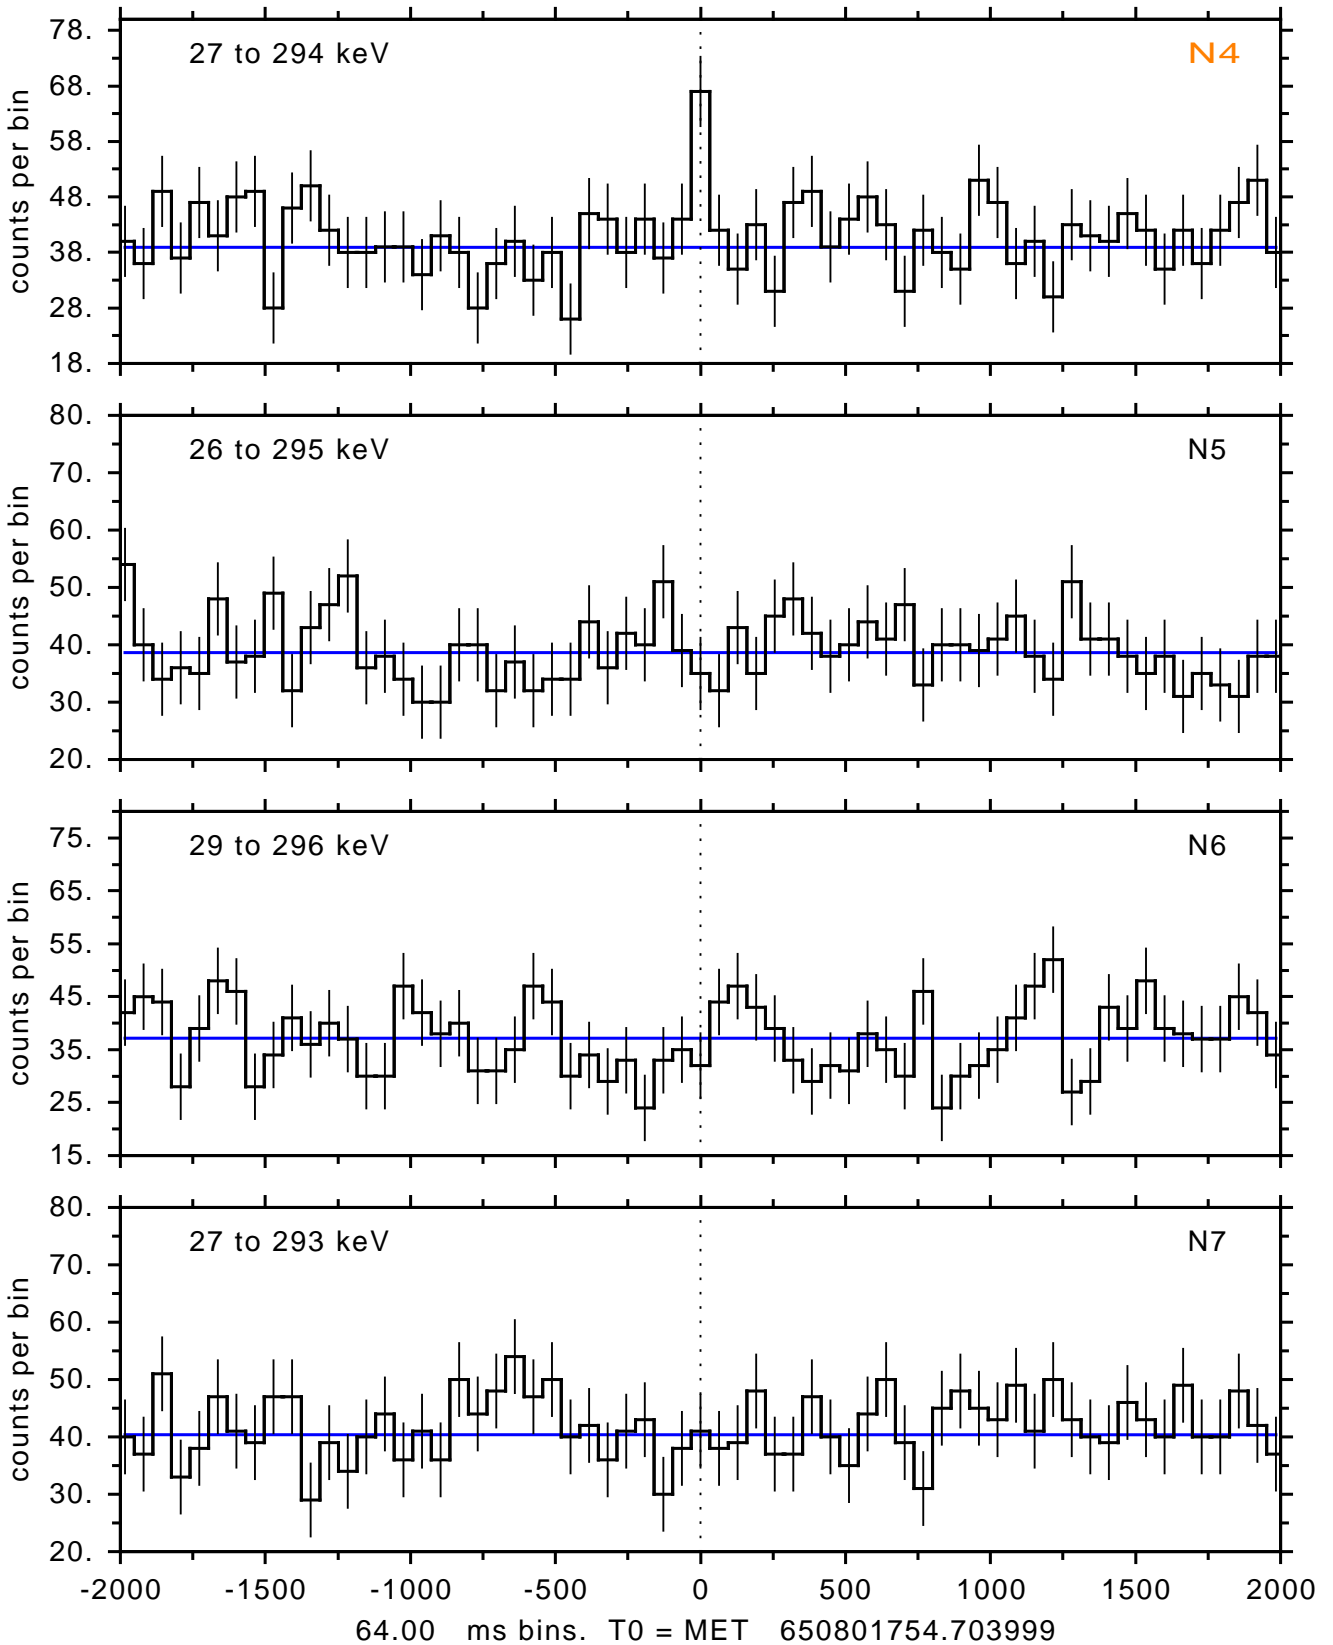 27 to 294 keV N4
78.
68.
58.
48.
38.
28.
18.
counts per bin
26 to 295 keV N5
80.
70.
60.
50.
40.
30.
20.
counts per bin
29 to 296 keV N6
75.
65.
55.
45.
35.
25.
15.
counts per bin
27 to 293 keV N7
80.
70.
60.
50.
40.
30.
20.
counts per bin
-2000 -1500 -1000 -500 0 500 1000 1500 2000
64.00 ms bins. T0 = MET 650801754.703999